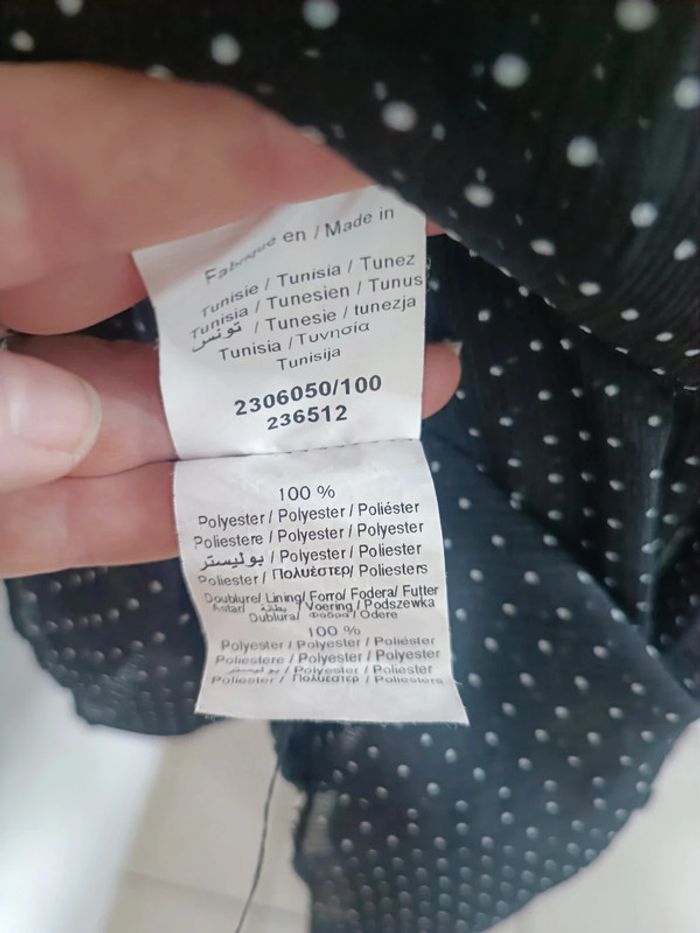 Fabriqué en / Made in
Tunisie / Tunisia / Tunez
Tunisia / Tunesien / Tunus
تونس / Tunesie / tunezja
Tunisia / Τυνησία
Tunisija
2306050/100
236512
100 %
Polyester / Polyester / Poliéster
Poliestere / Polyester / Polyester
بوليستر / Polyester / Poliester
Poliester / Πολυέστερ/ Poliesters
Doublure/ Lining/ Forro/ Fodera/ Futter
Astar/ بطانة / Voering / Podszewka
Dublura/ Φόδρα / Odere
100 %
Polyester / Polyester / Poliéster
Poliestere / Polyester / Polyester
بوليستر / Polyester / Poliester
Poliester / Πολυέστερ / Poliesters